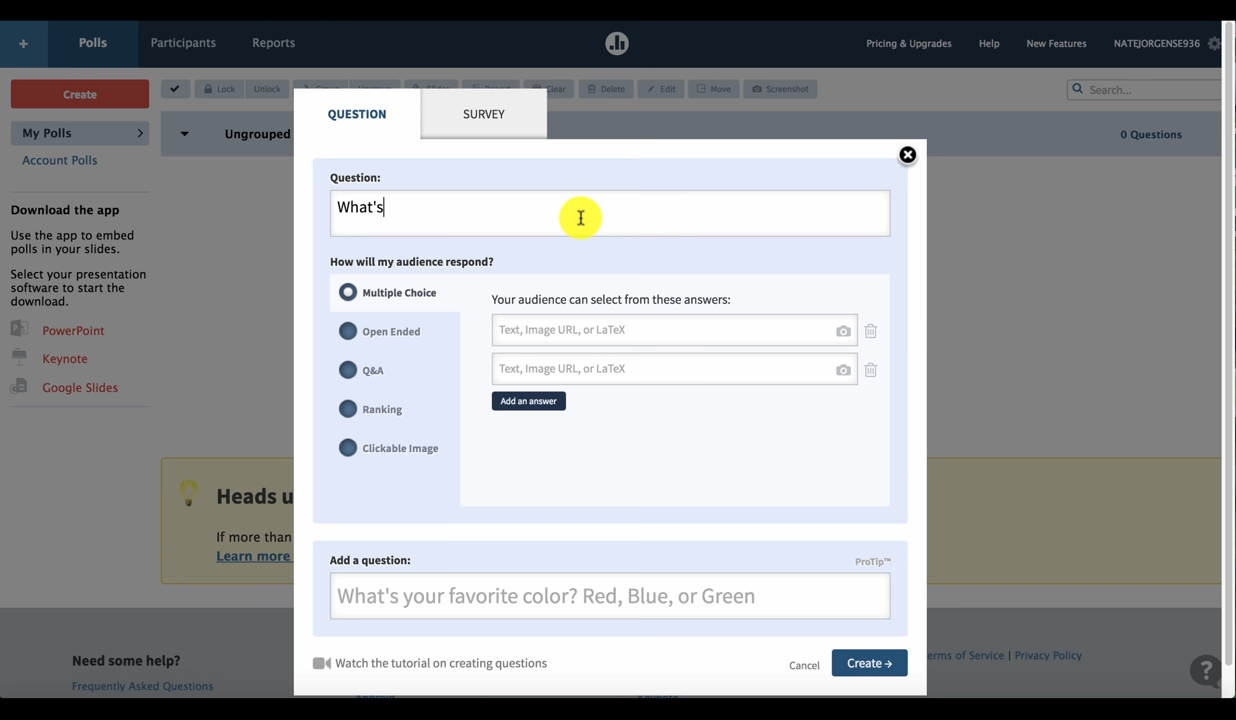 + Polls Participants Reports Pricing & Upgrades Help New Features NATEJORGENSE936
Create Lock Unlock Clear Delete Edit Move Screenshot Search...
QUESTION SURVEY
My Polls Ungrouped 0 Questions
Account Polls
Question:
What's
Download the app
Use the app to embed
polls in your slides.
Select your presentation
software to start the
download.
PowerPoint
Keynote
Google Slides
How will my audience respond?
Multiple Choice
Open Ended
Q&A
Ranking
Clickable Image
Your audience can select from these answers:
Text, Image URL, or LaTeX
Text, Image URL, or LaTeX
Add an answer
Heads u
If more than
Learn more
Add a question: ProTip™
What's your favorite color? Red, Blue, or Green
Watch the tutorial on creating questions Cancel Create →
Need some help? erms of Service | Privacy Policy
Frequently Asked Questions
?